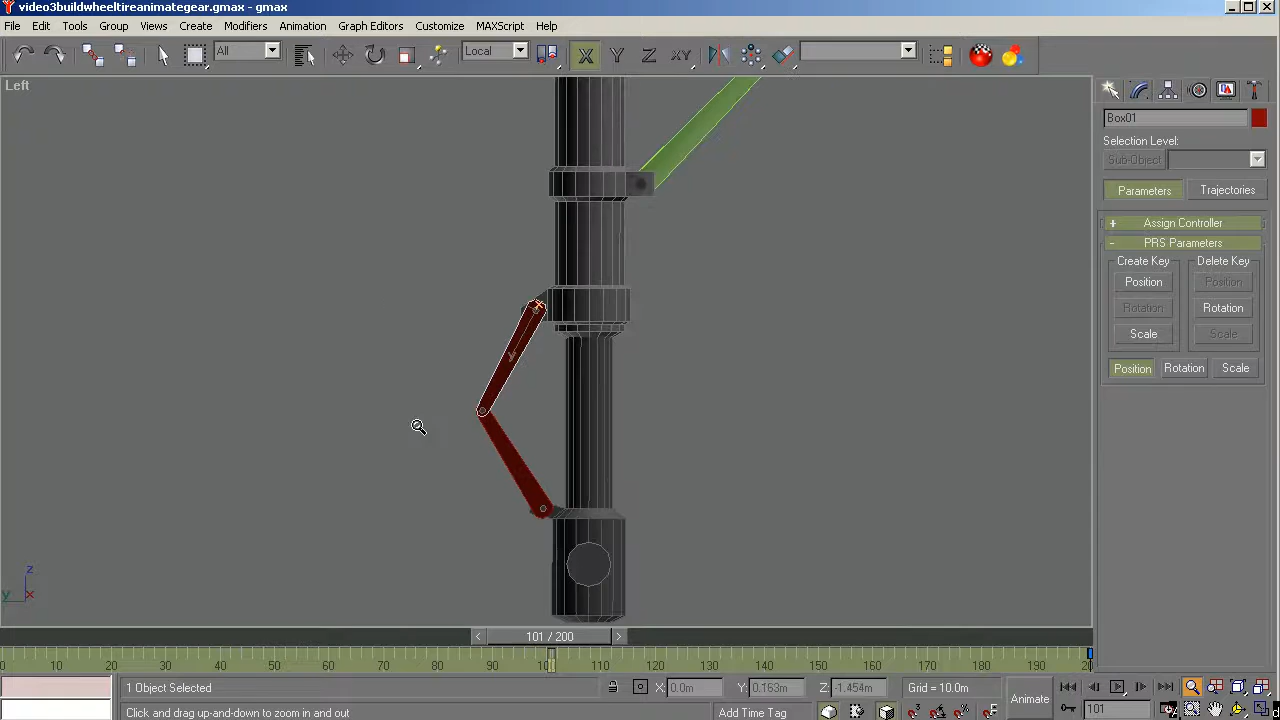 video3buildwheeltireanimategear.gmax - gmax
File Edit Tools Group Views Modifiers Animation Graph Editors Customize MAXScript Help
All Local X Y Z XY
Left
Box01
Selection Level:
Sub-Object
Parameters Trajectories
+ Assign Controller
- PRS Parameters
Create Key Delete Key
Position Position
Rotation Rotation
Scale Scale
Position Rotation Scale
z
y x
< 101 / 200 >
0 10 20 30 40 50 60 70 80 90 100 110 120 130 140 150 160 170 180 190 20
1 Object Selected X: 0.0m Y: 0.163m Z: -1.454m Grid = 10.0m Animate
Click and drag up-and-down to zoom in and out Add Time Tag 101